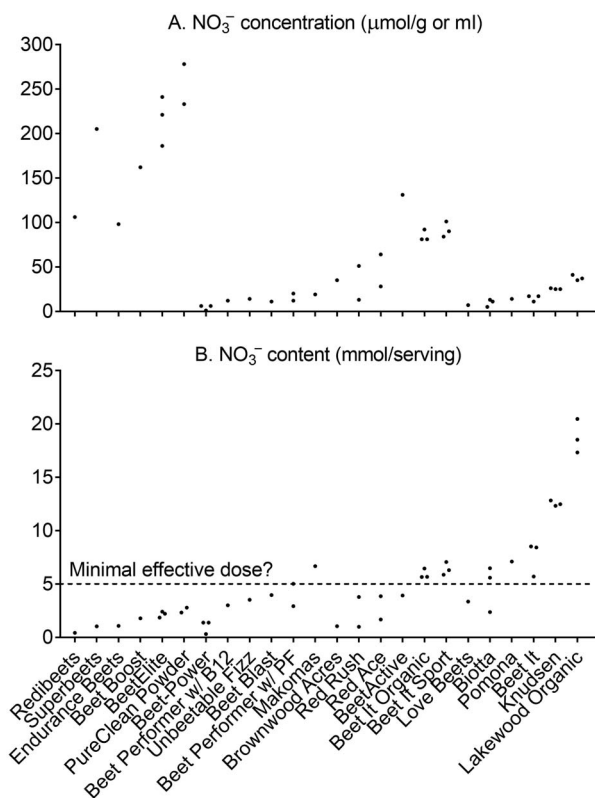 A. NO₃⁻ concentration (μmol/g or ml)
300
250
200
150
100
50
0
B. NO₃⁻ content (mmol/serving)
25
20
15
10
5
0
Minimal effective dose?
Redibeets
Superbeets
Endurance Beets
Beet Boost
BeetElite
PureClean Powder
Beet-Power
Beet Performer w/ B12
Unbeetable Fizz
Beet Blast
Beet Performer w/ PF
Makomas
Brownwood Acres
Red Rush
Red Ace
BeetActive
Beet It Organic
Beet It Sport
Love Beets
Biotta
Pomona
Beet It
Knudsen
Lakewood Organic